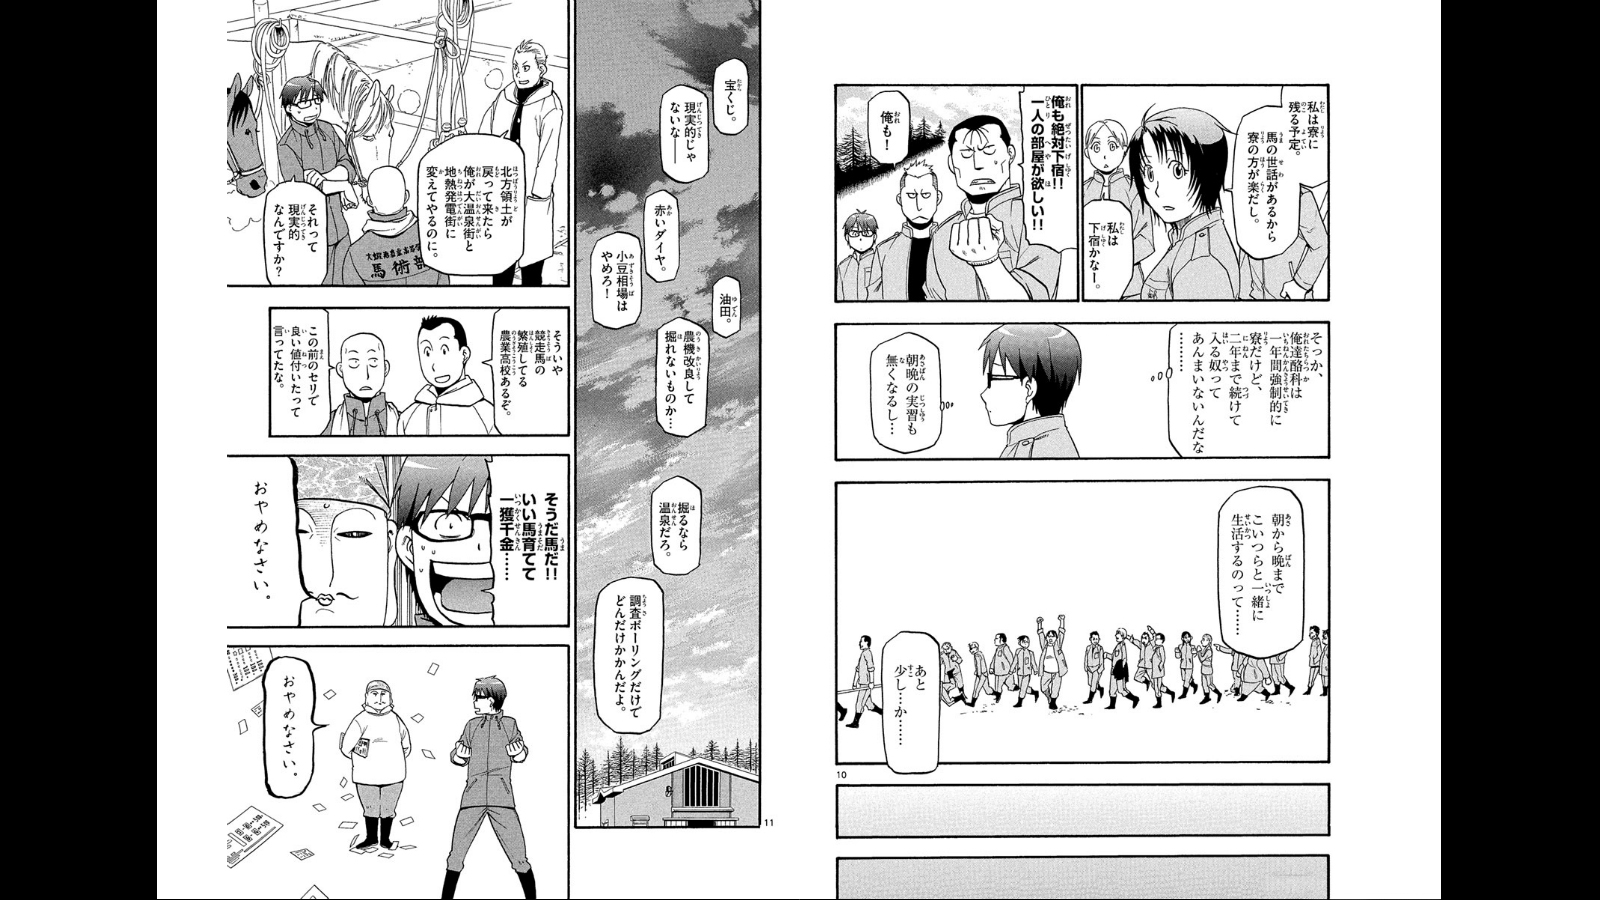 私は寮に
残る予定。
馬の世話があるから
寮の方が楽だし。
私は
下宿かなー。
俺も絶対下宿!!
一人の部屋が欲しい!!
俺も!
そっか、
俺達酪科は
一年間強制的に
寮だけど、
二年まで続けて
入る奴って
あんまいないんだな
………
朝晩の実習も
無くなるし…
朝から晩まで
こいつらと一緒に
生活するのって……
あと
少し…か……
10
宝くじ。
現実的じゃ
ないなー
赤いダイヤ。
小豆相場は
やめろ!
油田。
農機改良して
掘れないものか…
掘るなら
温泉だろ。
調査ボーリングだけで
どんだけかかんだよ。
11
北方領土が
戻って来たら
俺が大温泉街と
地熱発電街に
変えてやるのに。
それって
現実的
なんですか?
馬術部
そういや
競走馬の
繁殖してる
農業高校あるぞ。
この前のセリで
良い値付いたって
言ってたな。
そうだ馬だ!!
いい馬育てて
一獲千金……
おやめなさい。
おやめなさい。